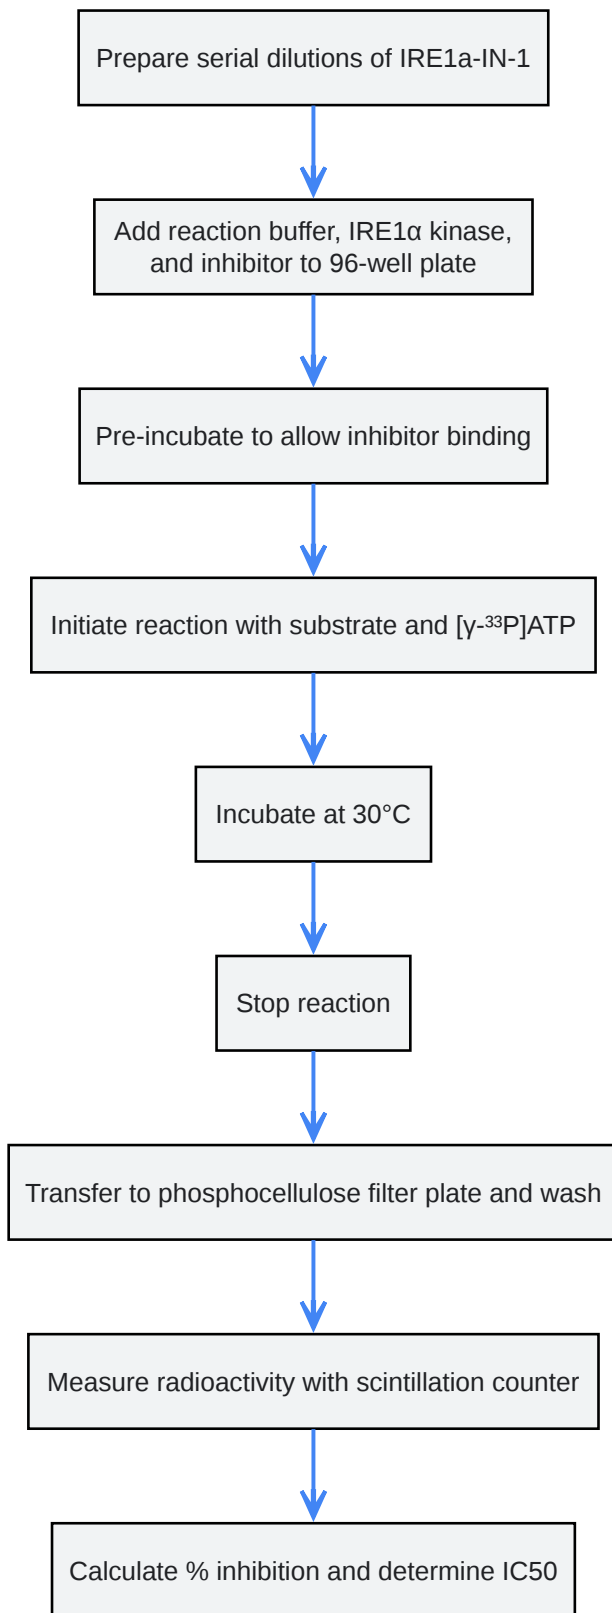 Prepare serial dilutions of IRE1a-IN-1
Add reaction buffer, IRE1α kinase,
and inhibitor to 96-well plate
Pre-incubate to allow inhibitor binding
Initiate reaction with substrate and [γ-³³P]ATP
Incubate at 30°C
Stop reaction
Transfer to phosphocellulose filter plate and wash
Measure radioactivity with scintillation counter
Calculate % inhibition and determine IC50